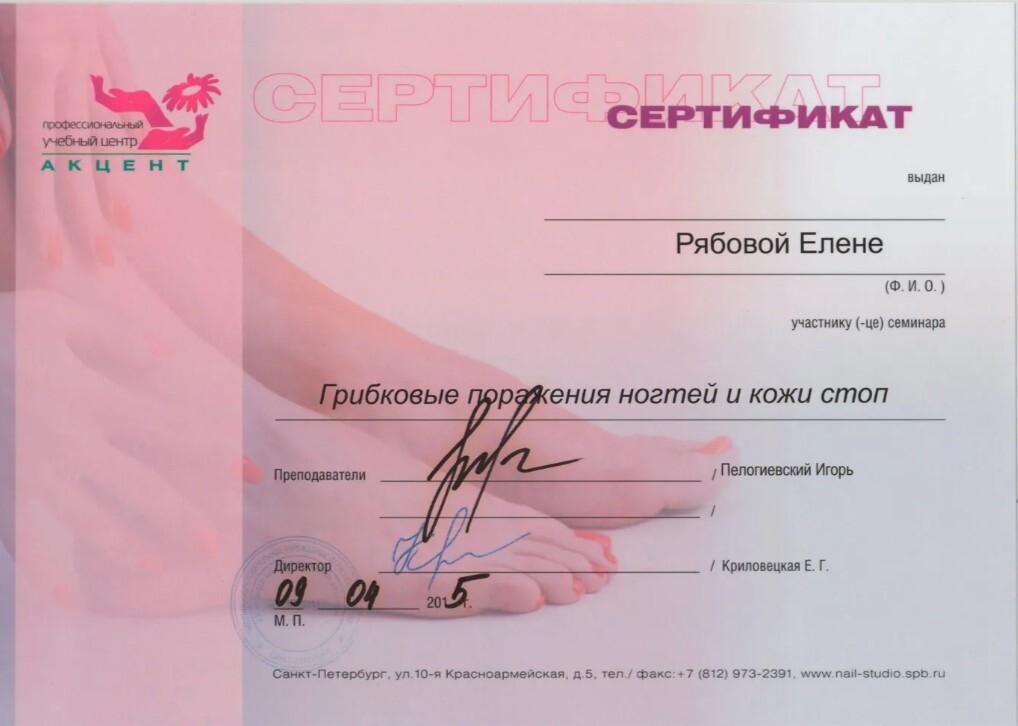 СЕРТИФИКАТ
СЕРТИФИКАТ
профессиональный
учебный центр
АКЦЕНТ
выдан
Рябовой Елене
(Ф. И. О. )
участнику (-це) семинара
Грибковые поражения ногтей и кожи стоп
Преподаватели / Пелогиевский Игорь
/
Директор / Криловецкая Е. Г.
09 04 2015 г.
М. П.
Санкт-Петербург, ул.10-я Красноармейская, д.5, тел./ факс:+7 (812) 973-2391, www.nail-studio.spb.ru